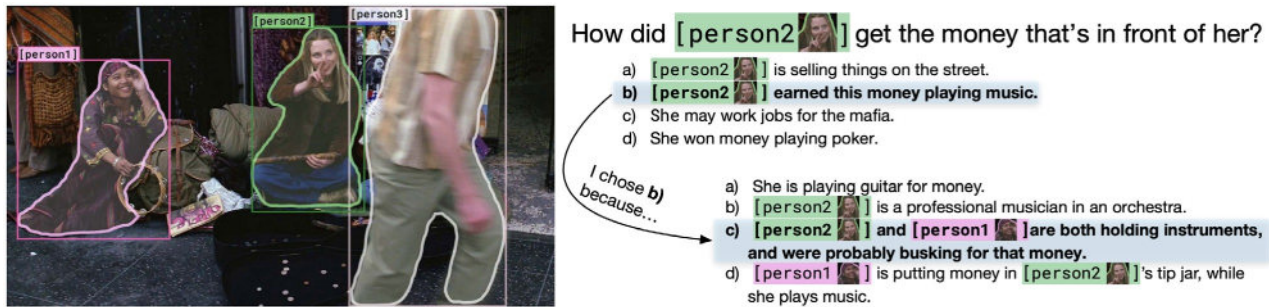 [person1]
[person2]
[person3]
How did [person2 ] get the money that's in front of her?
a) [person2 ] is selling things on the street.
b) [person2 ] earned this money playing music.
c) She may work jobs for the mafia.
d) She won money playing poker.
I chose b)
because...
a) She is playing guitar for money.
b) [person2 ] is a professional musician in an orchestra.
c) [person2 ] and [person1 ]are both holding instruments,
and were probably busking for that money.
d) [person1 ] is putting money in [person2 ]'s tip jar, while
she plays music.